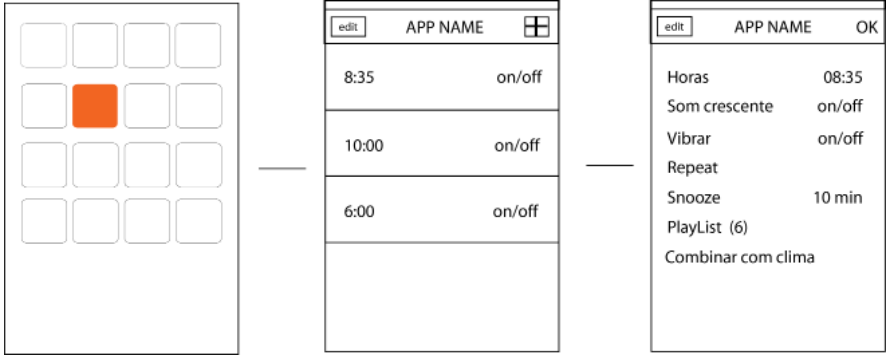 edit APP NAME
8:35 on/off
10:00 on/off
6:00 on/off
edit APP NAME OK
Horas 08:35
Som crescente on/off
Vibrar on/off
Repeat
Snooze 10 min
PlayList (6)
Combinar com clima